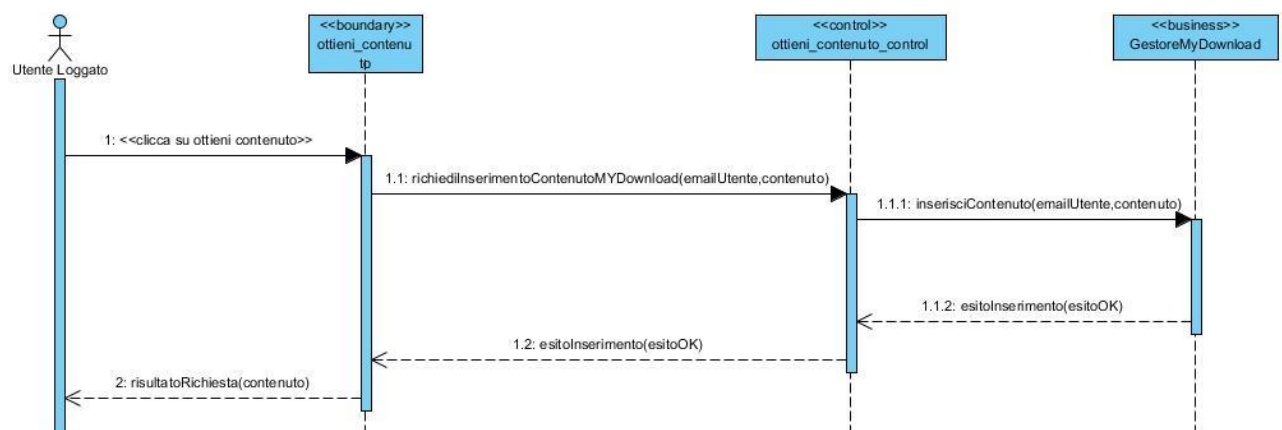 <<boundary>>
ottieni_contenu
to
<<control>>
ottieni_contenuto_control
<<business>>
GestoreMyDownload
Utente Loggato
1: <<clicca su ottieni contenuto>>
1.1: richiediInserimentoContenutoMYDownload(emailUtente,contenuto)
1.1.1: inserisciContenuto(emailUtente,contenuto)
1.1.2: esitoInserimento(esitoOK)
1.2: esitoInserimento(esitoOK)
2: risultatoRichiesta(contenuto)